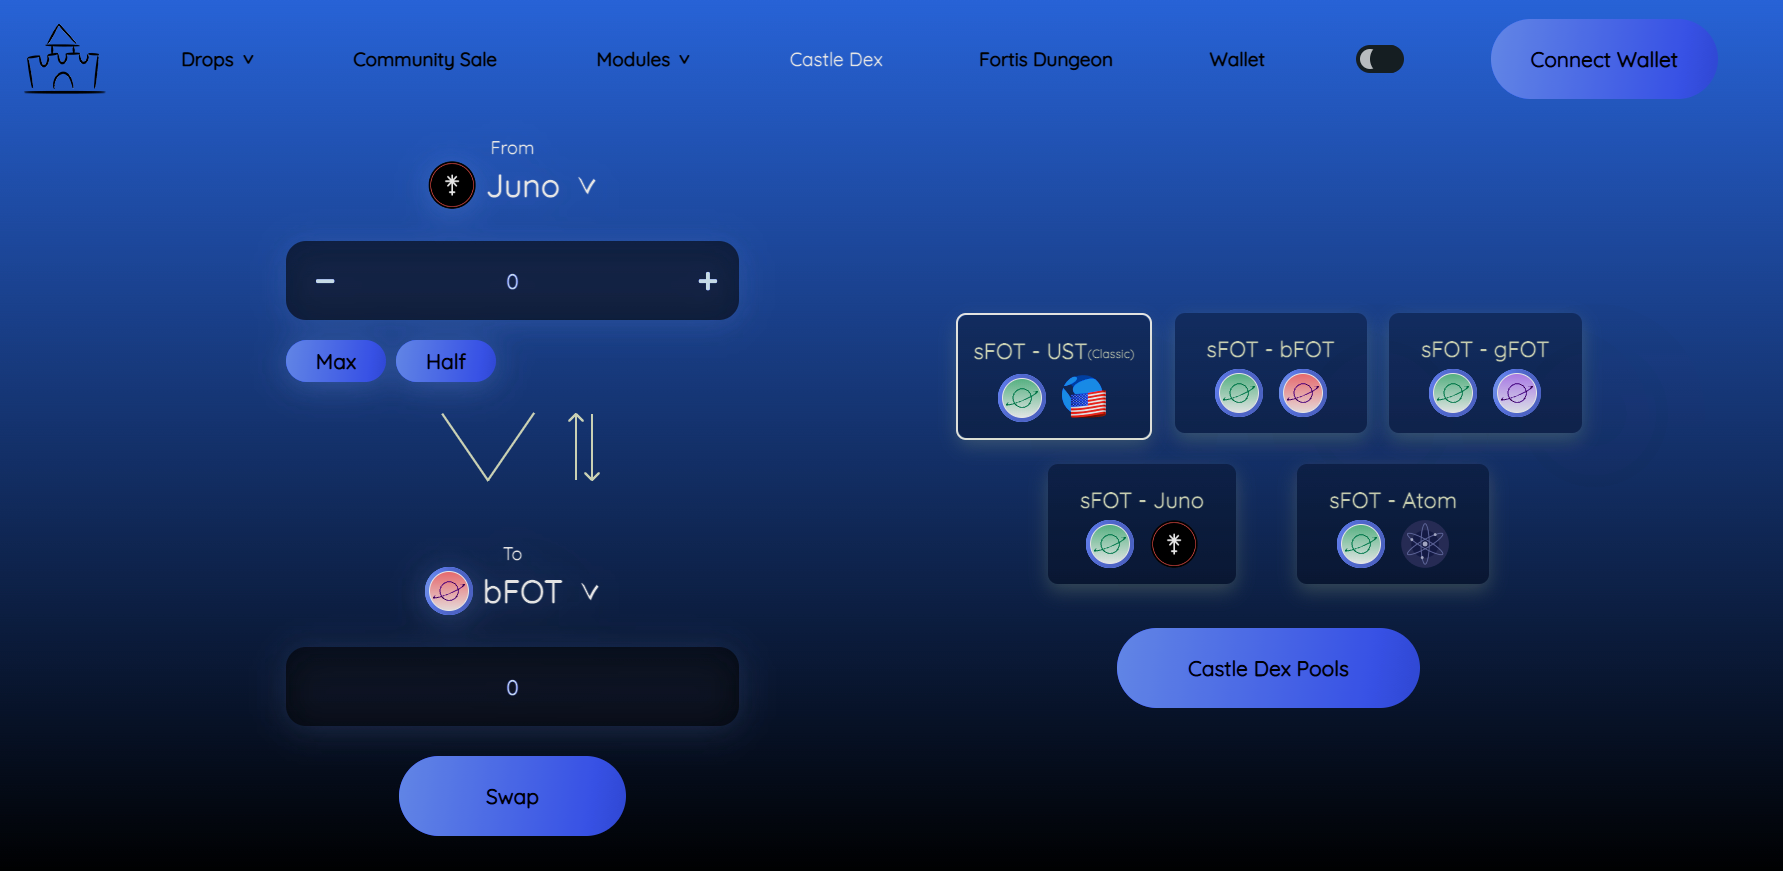 Drops
Community Sale
Modules
Castle Dex
Fortis Dungeon
Wallet
Connect Wallet
From
Juno
0
Max
Half
To
bFOT
0
Swap
sFOT - UST(Classic)
sFOT - bFOT
sFOT - gFOT
sFOT - Juno
sFOT - Atom
Castle Dex Pools